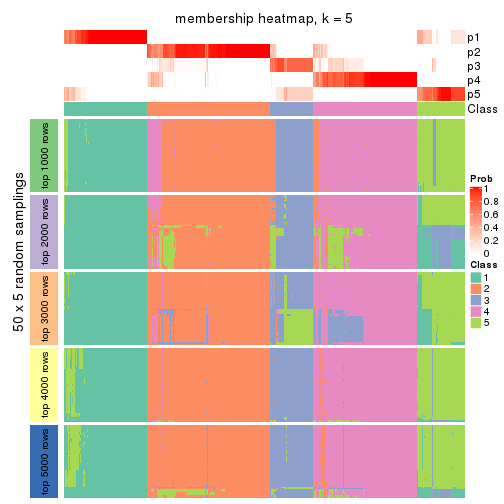 membership heatmap, k = 5
p1
p2
p3
p4
p5
Class
50 x 5 random samplings
top 1000 rows
top 2000 rows
top 3000 rows
top 4000 rows
top 5000 rows
Prob
1
0.8
0.6
0.4
0.2
0
Class
1
2
3
4
5